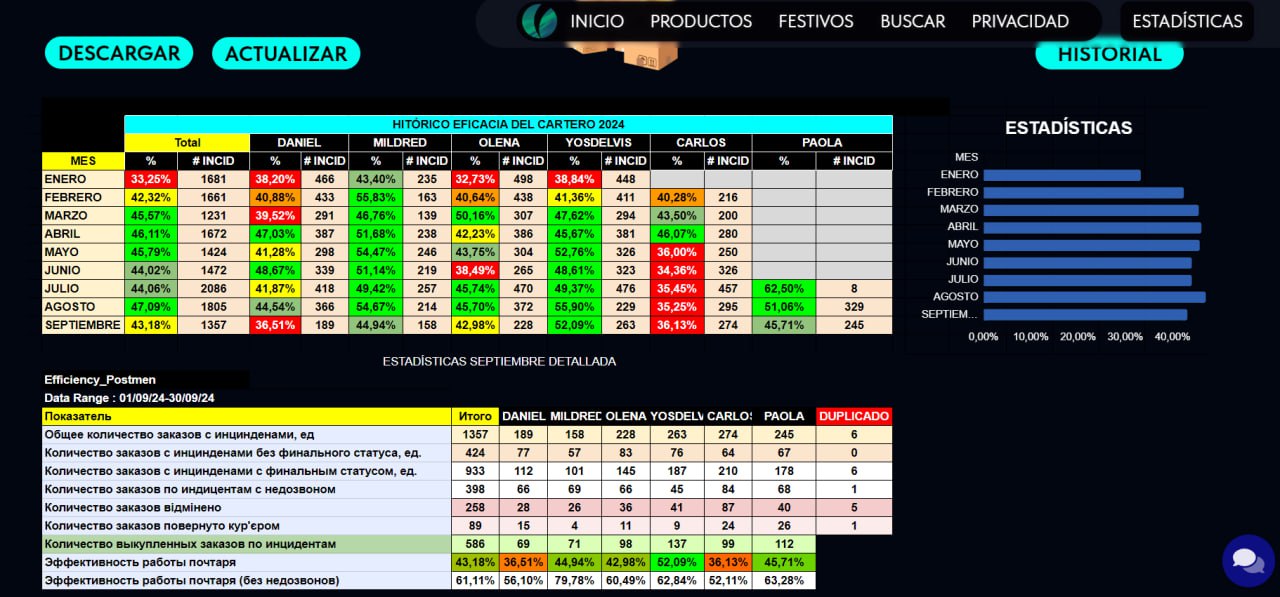 INICIO PRODUCTOS FESTIVOS BUSCAR PRIVACIDAD ESTADÍSTICAS
DESCARGAR ACTUALIZAR HISTORIAL
HITÓRICO EFICACIA DEL CARTERO 2024
Total DANIEL MILDRED OLENA YOSDELVIS CARLOS PAOLA
MES % # INCID % # INCID % # INCID % # INCID % # INCID % # INCID % # INCID
ENERO 33,25% 1681 38,20% 466 43,40% 235 32,73% 498 38,84% 448
FEBRERO 42,32% 1661 40,88% 433 55,83% 163 40,64% 438 41,36% 411 40,28% 216
MARZO 45,57% 1231 39,52% 291 46,76% 139 50,16% 307 47,62% 294 43,50% 200
ABRIL 46,11% 1672 47,03% 387 51,68% 238 42,23% 386 45,67% 381 46,07% 280
MAYO 45,79% 1424 41,28% 298 54,47% 246 43,75% 304 52,76% 326 36,00% 250
JUNIO 44,02% 1472 48,67% 339 51,14% 219 38,49% 265 48,61% 323 34,36% 326
JULIO 44,06% 2086 41,87% 418 49,42% 257 45,74% 470 49,37% 476 35,45% 457 62,50% 8
AGOSTO 47,09% 1805 44,54% 366 54,67% 214 45,70% 372 55,90% 229 35,25% 295 51,06% 329
SEPTIEMBRE 43,18% 1357 36,51% 189 44,94% 158 42,98% 228 52,09% 263 36,13% 274 45,71% 245
ESTADÍSTICAS
MES
ENERO
FEBRERO
MARZO
ABRIL
MAYO
JUNIO
JULIO
AGOSTO
SEPTIEM...
0,00% 10,00% 20,00% 30,00% 40,00%
ESTADÍSTICAS SEPTIEMBRE DETALLADA
Efficiency_Postmen
Data Range : 01/09/24-30/09/24
Показатель Итого DANIEL MILDRED OLENA YOSDELV CARLOS PAOLA DUPLICADO
Общее количество заказов с инцинденами, ед 1357 189 158 228 263 274 245 6
Количество заказов с инцинденами без финального статуса, ед. 424 77 57 83 76 64 67 0
Количество заказов с инцинденами с финальным статусом, ед. 933 112 101 145 187 210 178 6
Количество заказов по индицентам с недозвоном 398 66 69 66 45 84 68 1
Количество заказов відмінено 258 28 26 36 41 87 40 5
Количество заказов повернуто кур'єром 89 15 4 11 9 24 26 1
Количество выкупленных заказов по инцидентам 586 69 71 98 137 99 112
Эффективность работы почтаря 43,18% 36,51% 44,94% 42,98% 52,09% 36,13% 45,71%
Эффективность работы почтаря (без недозвонов) 61,11% 56,10% 79,78% 60,49% 62,84% 52,11% 63,28%